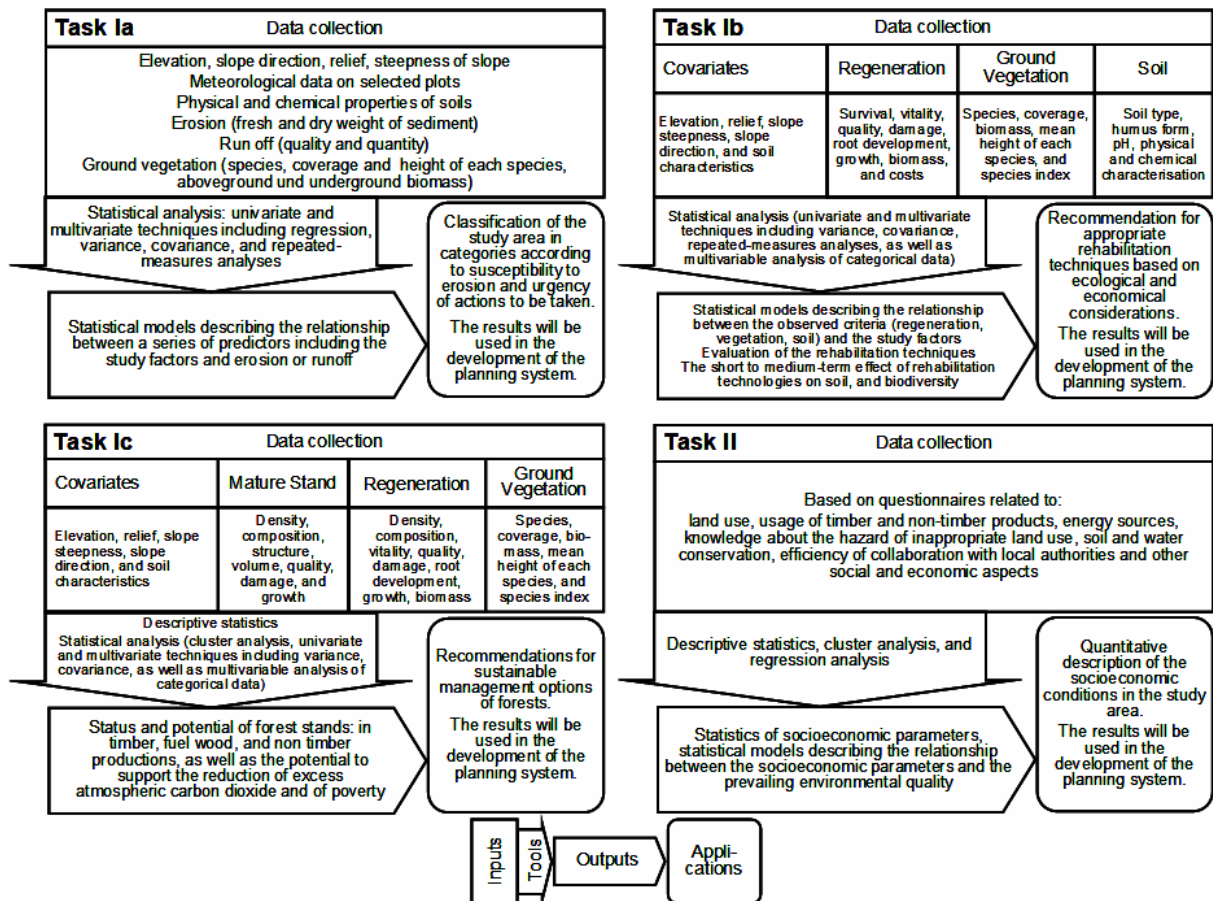 Task Ia Data collection
Elevation, slope direction, relief, steepness of slope
Meteorological data on selected plots
Physical and chemical properties of soils
Erosion (fresh and dry weight of sediment)
Run off (quality and quantity)
Ground vegetation (species, coverage and height of each species,
aboveground und underground biomass)
Statistical analysis: univariate and
multivariate techniques including regression,
variance, covariance, and repeated-
measures analyses
Statistical models describing the relationship
between a series of predictors including the
study factors and erosion or runoff
Classification of the
study area in
categories according
to susceptibility to
erosion and urgency
of actions to be taken.
The results will be
used in the
development of the
planning system.
Task Ib Data collection
Covariates
Regeneration
Ground
Vegetation
Soil
Elevation, relief, slope
steepness, slope
direction, and soil
characteristics
Survival, vitality,
quality, damage,
root development,
growth, biomass,
and costs
Species, coverage,
biomass, mean
height of each
species, and
species index
Soil type,
humus form,
pH, physical
and chemical
characterisation
Statistical analysis (univariate and multivariate
techniques including variance, covariance,
repeated-measures analyses, as well as
multivariable analysis of categorical data)
Statistical models describing the relationship
between the observed criteria (regeneration,
vegetation, soil) and the study factors
Evaluation of the rehabilitation techniques
The short to medium-term effect of rehabilitation
technologies on soil, and biodiversity
Recommendation for
appropriate
rehabilitation
techniques based on
ecological and
economical
considerations.
The results will be
used in the
development of the
planning system.
Task Ic Data collection
Covariates
Mature Stand
Regeneration
Ground
Vegetation
Elevation, relief, slope
steepness, slope
direction, and soil
characteristics
Density,
composition,
structure,
volume, quality,
damage, and
growth
Density,
composition,
vitality, quality,
damage, root
development,
growth, biomass
Species,
coverage, bio-
mass, mean
height of each
species, and
species index
Descriptive statistics
Statistical analysis (cluster analysis, univariate
and multivariate techniques including variance,
covariance, as well as multivariable analysis of
categorical data)
Status and potential of forest stands: in
timber, fuel wood, and non timber
productions, as well as the potential to
support the reduction of excess
atmospheric carbon dioxide and of poverty
Recommendations for
sustainable
management options
of forests.
The results will be
used in the
development of the
planning system.
Task II Data collection
Based on questionnaires related to:
land use, usage of timber and non-timber products, energy sources,
knowledge about the hazard of inappropriate land use, soil and water
conservation, efficiency of collaboration with local authorities and other
social and economic aspects
Descriptive statistics, cluster analysis, and
regression analysis
Statistics of socioeconomic parameters,
statistical models describing the relationship
between the socioeconomic parameters and the
prevailing environmental quality
Quantitative
description of the
socioeconomic
conditions in the study
area.
The results will be
used in the
development of the
planning system.
Inputs
Tools
Outputs
Appli-
cations